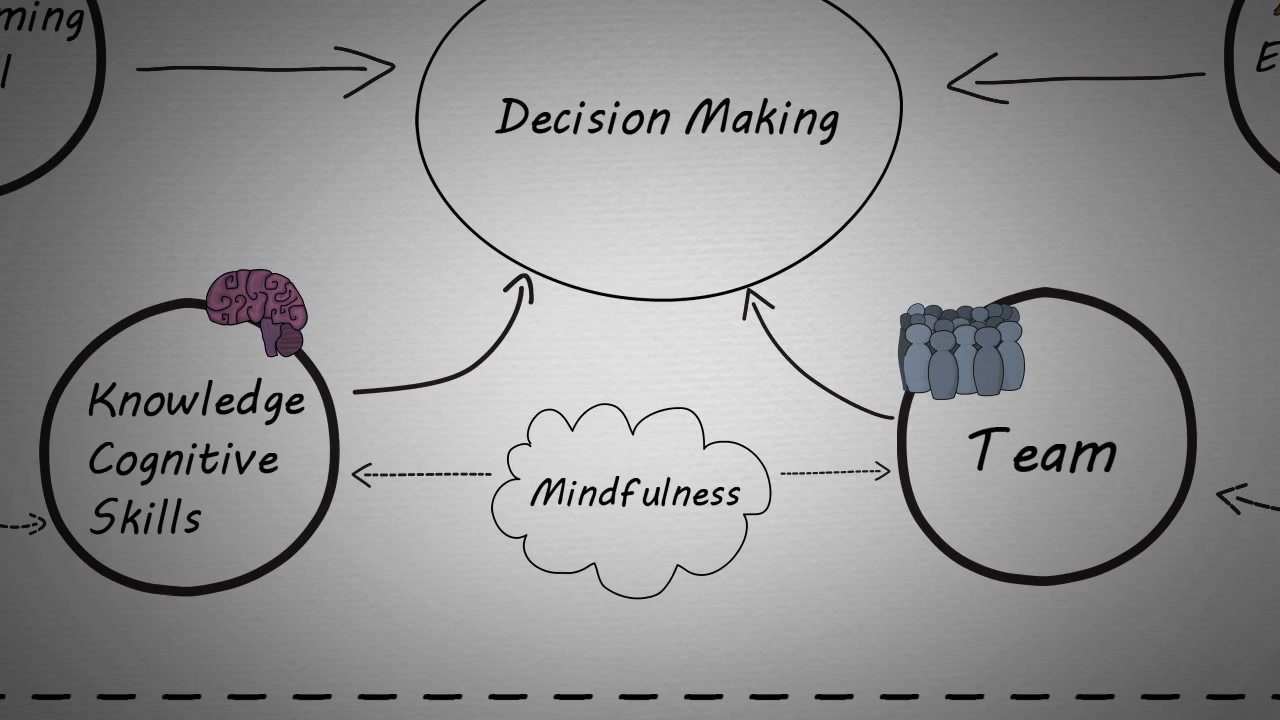 Decision Making
Knowledge
Cognitive
Skills
Mindfulness
Team